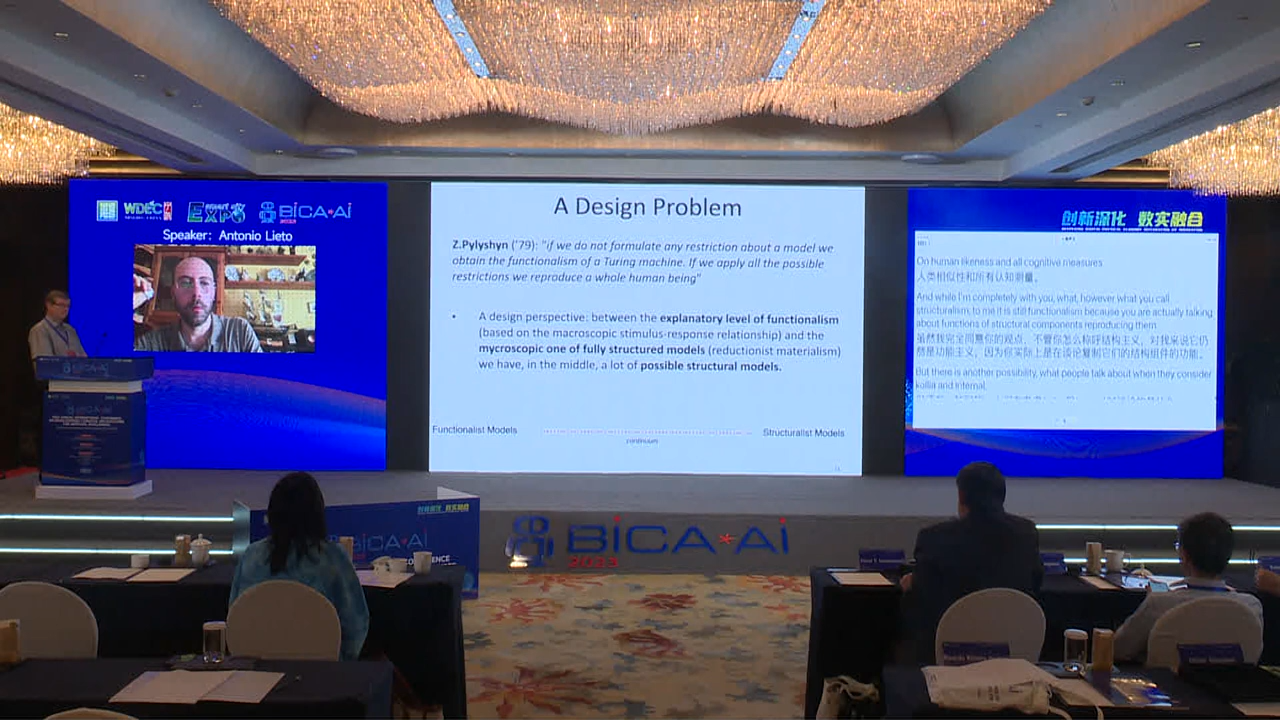 WDEC
EXPO
BiCA*Ai
Speaker: Antonio Lieto
A Design Problem
Z.Pylyshyn ('79): "if we do not formulate any restriction about a model we
obtain the functionalism of a Turing machine. If we apply all the possible
restrictions we reproduce a whole human being"
• A design perspective: between the explanatory level of functionalism
(based on the macroscopic stimulus-response relationship) and the
mycroscopic one of fully structured models (reductionist materialism)
we have, in the middle, a lot of possible structural models.
Functionalist Models
continuum
Structuralist Models
创新深化 数实融合
On human likeness and all cognitive measures.
人类相似性和所有认知测量。
And while I'm completely with you, what, however what you call
structuralism, to me it is still functionalism because you are actually talking
about functions of structural components reproducing them.
虽然我完全同意你的观点，不管你怎么称呼结构主义，对我来说它仍
然是功能主义，因为你实际上是在谈论复制它们的结构组件的功能。
But there is another possibility, what people talk about when they consider
koilia and internal.
BiCA*Ai
BiCA*Ai
2023